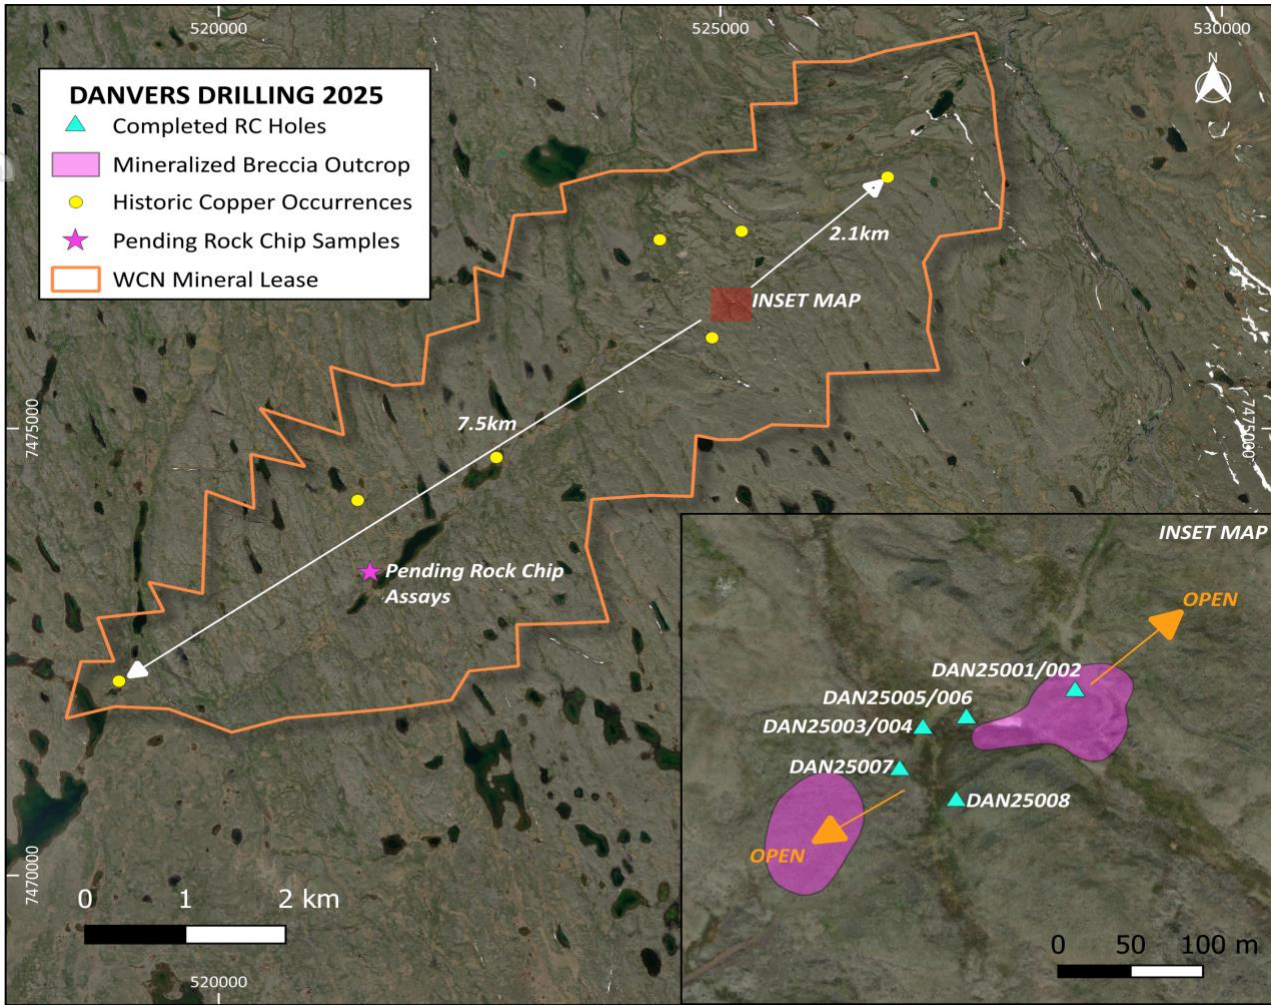 520000
525000
530000
N
DANVERS DRILLING 2025
Completed RC Holes
Mineralized Breccia Outcrop
Historic Copper Occurrences
Pending Rock Chip Samples
WCN Mineral Lease
2.1km
INSET MAP
7.5km
7475000
7475000
Pending Rock Chip
Assays
INSET MAP
OPEN
DAN25001/002
DAN25005/006
DAN25003/004
DAN25007
DAN25008
OPEN
7470000
0 1 2 km
0 50 100 m
520000